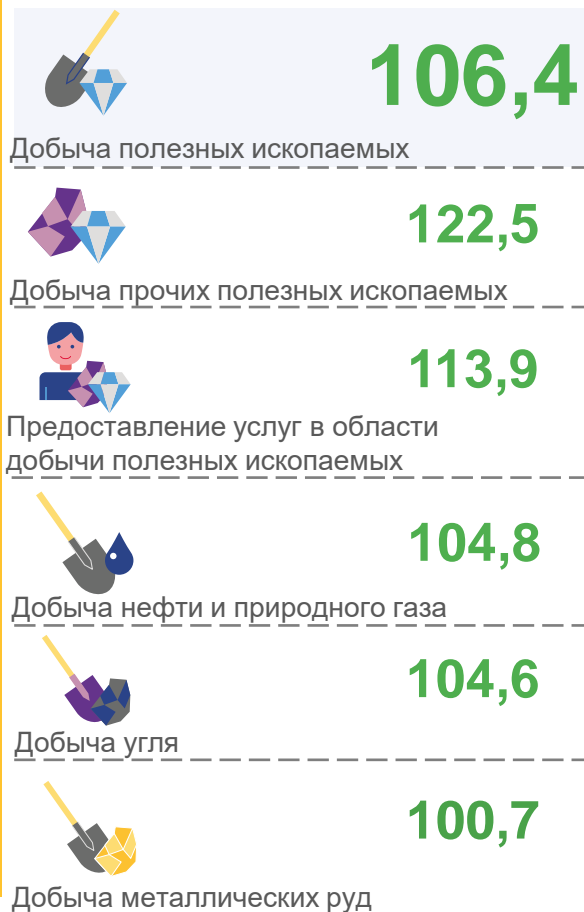 106,4
Добыча полезных ископаемых
122,5
Добыча прочих полезных ископаемых
113,9
Предоставление услуг в области
добычи полезных ископаемых
104,8
Добыча нефти и природного газа
104,6
Добыча угля
100,7
Добыча металлических руд